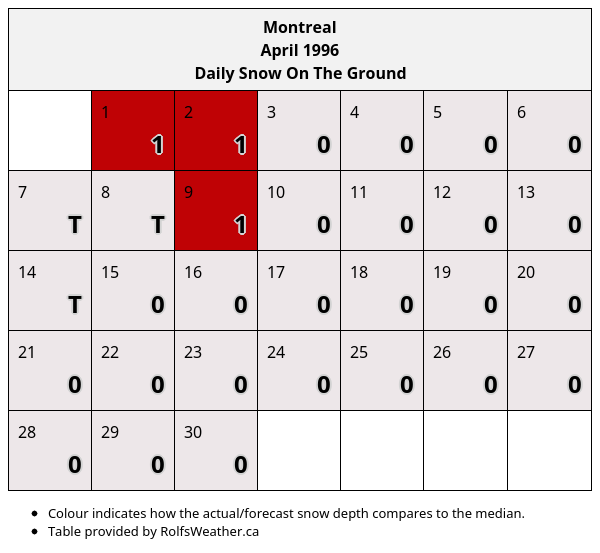 Montreal
April 1996
Daily Snow On The Ground
1 2 3 4 5 6
1 1 0 0 0 0
7 8 9 10 11 12 13
T T 1 0 0 0 0
14 15 16 17 18 19 20
T 0 0 0 0 0 0
21 22 23 24 25 26 27
0 0 0 0 0 0 0
28 29 30
0 0 0
• Colour indicates how the actual/forecast snow depth compares to the median.
• Table provided by RolfsWeather.ca